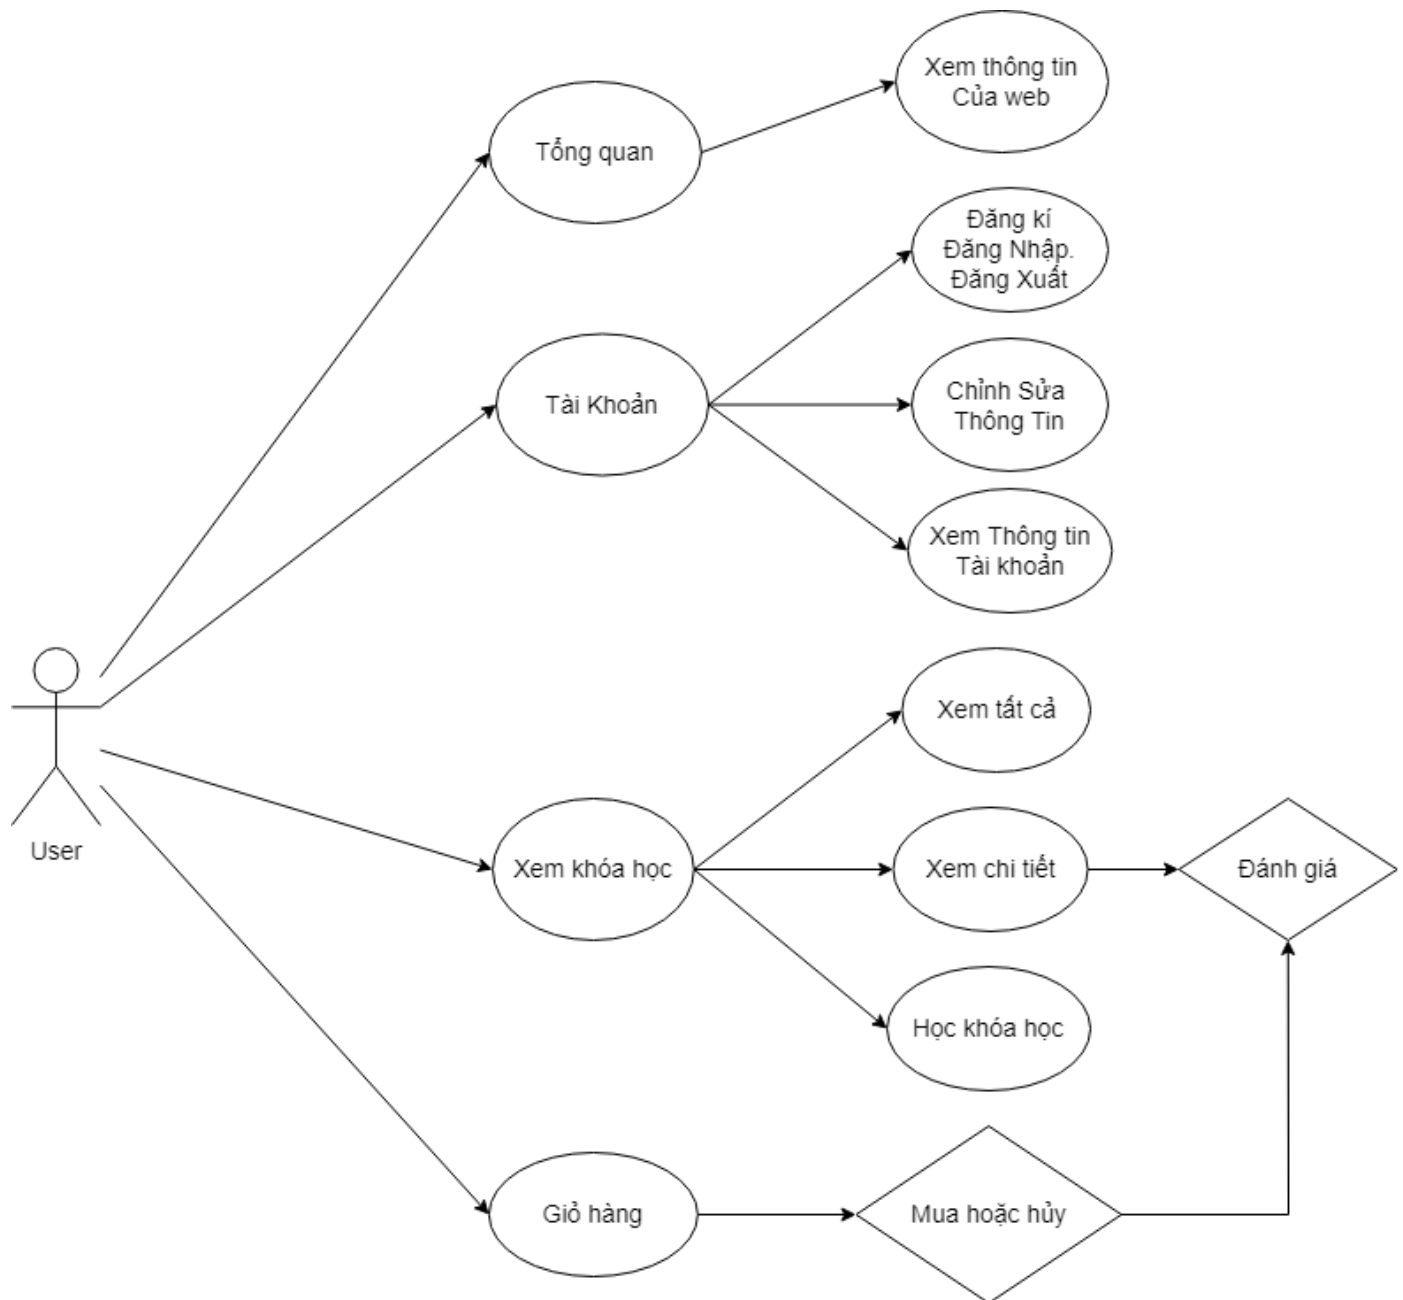 Xem thông tin
Của web
Tổng quan
Đăng kí
Đăng Nhập.
Đăng Xuất
Tài Khoản
Chỉnh Sửa
Thông Tin
Xem Thông tin
Tài khoản
User
Xem tất cả
Xem khóa học
Xem chi tiết
Đánh giá
Học khóa học
Giỏ hàng
Mua hoặc hủy